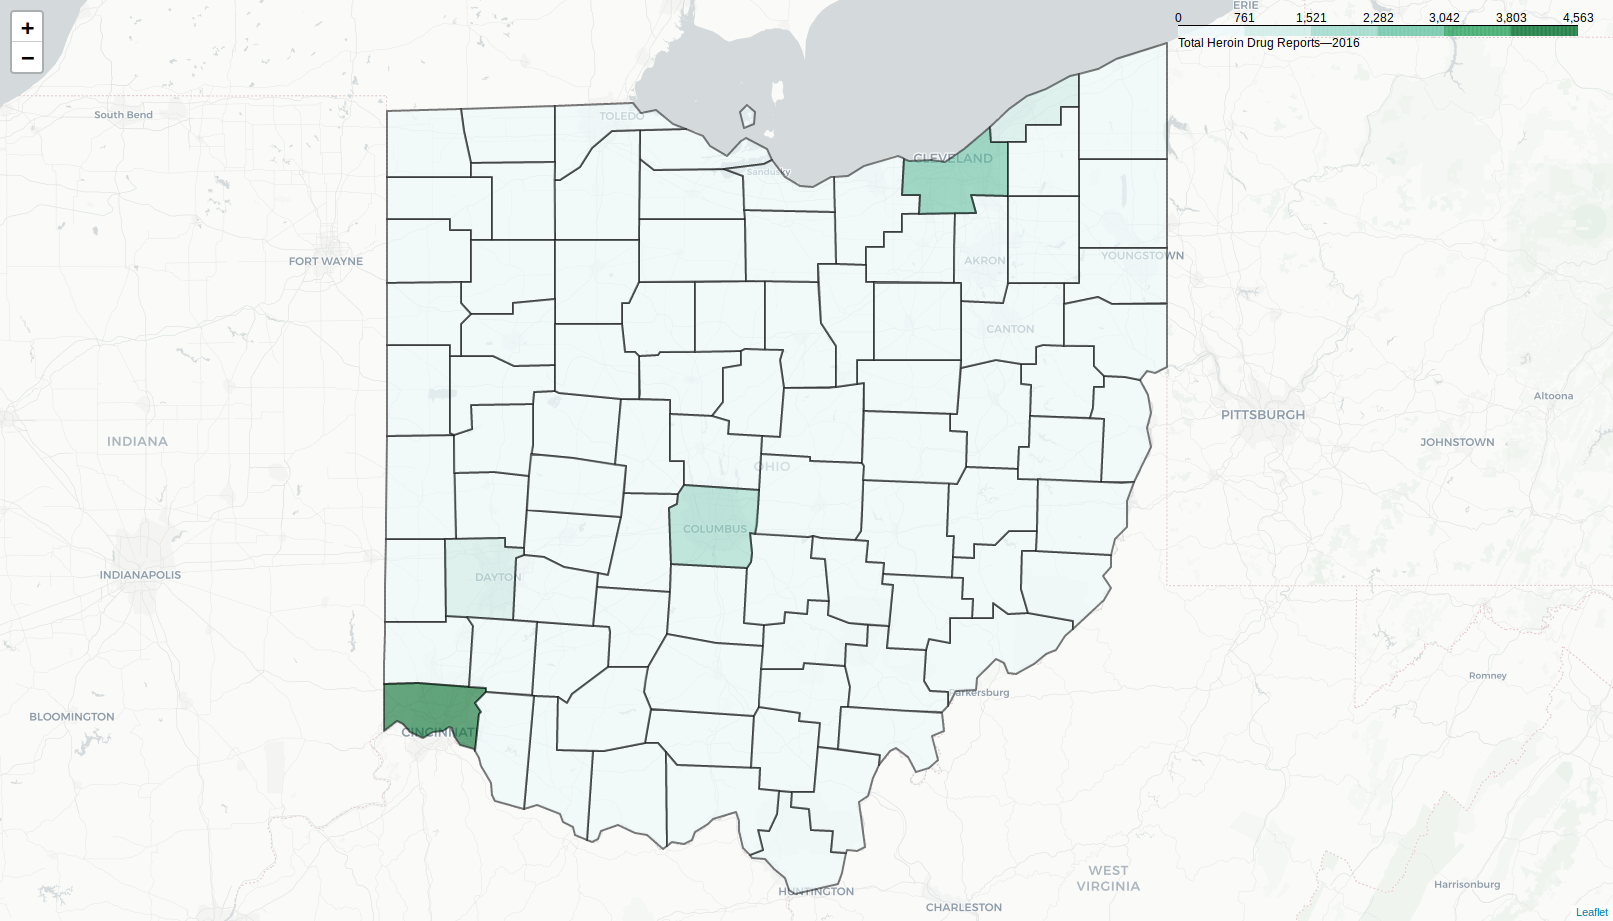 +
−
ERIE
0 761 1,521 2,282 3,042 3,803 4,563
Total Heroin Drug Reports—2016
South Bend
TOLEDO
CLEVELAND
Sandusky
FORT WAYNE
AKRON
YOUNGSTOWN
CANTON
Altoona
PITTSBURGH
INDIANA
JOHNSTOWN
OHIO
COLUMBUS
INDIANAPOLIS
DAYTON
Romney
arkersburg
BLOOMINGTON
CINCINNAT
WEST
VIRGINIA
Harrisonburg
HUNTINGTON
CHARLESTON
Leaflet